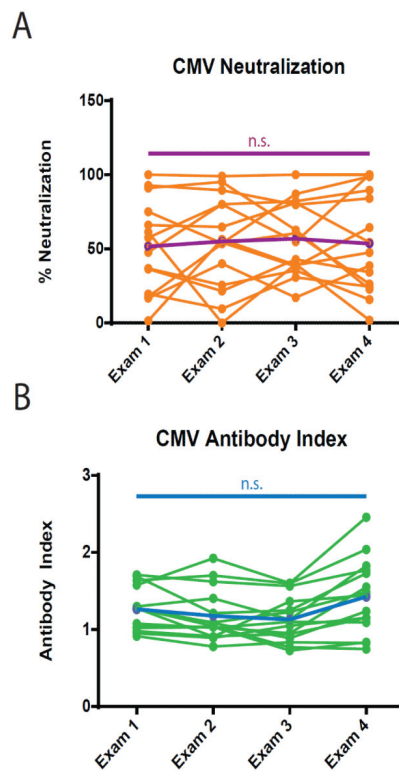 A
CMV Neutralization
% Neutralization
150
100
50
0
n.s.
Exam 1
Exam 2
Exam 3
Exam 4
B
CMV Antibody Index
Antibody Index
3
2
1
0
n.s.
Exam 1
Exam 2
Exam 3
Exam 4